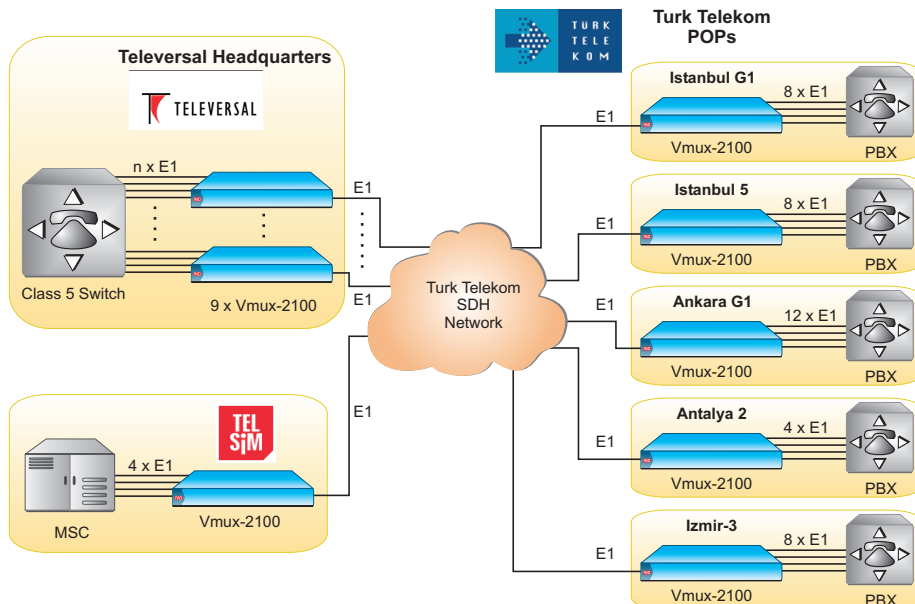 Televersal Headquarters
TELEVERSAL
n x E1
E1
Class 5 Switch
9 x Vmux-2100
E1
TEL
SiM
4 x E1
E1
MSC
Vmux-2100
Turk Telekom
SDH
Network
TÜRK
TELE
KOM
Turk Telekom
POPs
Istanbul G1
E1
8 x E1
Vmux-2100
PBX
Istanbul 5
E1
8 x E1
Vmux-2100
PBX
Ankara G1
E1
12 x E1
Vmux-2100
PBX
Antalya 2
E1
4 x E1
Vmux-2100
PBX
Izmir-3
E1
8 x E1
Vmux-2100
PBX